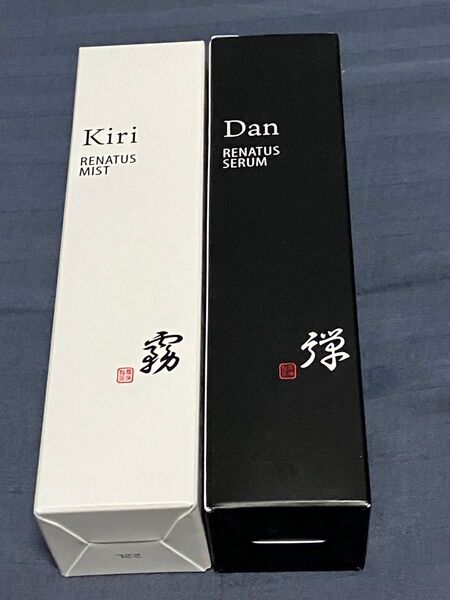 Kiri
RENATUS
MIST
霧
Dan
RENATUS
SERUM
弾